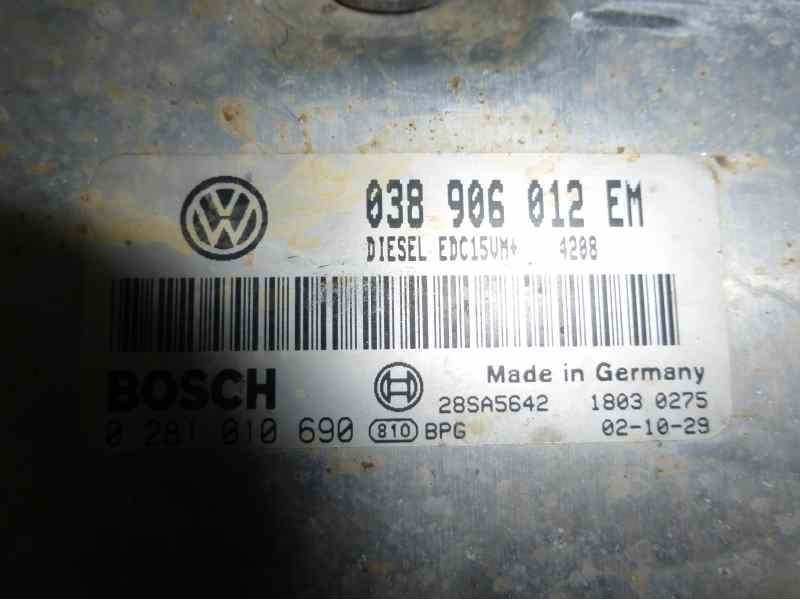 VW
038 906 012 EM
DIESEL EDC15VM+ 4208
BOSCH
Made in Germany
28SA5642 1803 0275
0 281 010 690 810 BPG 02-10-29